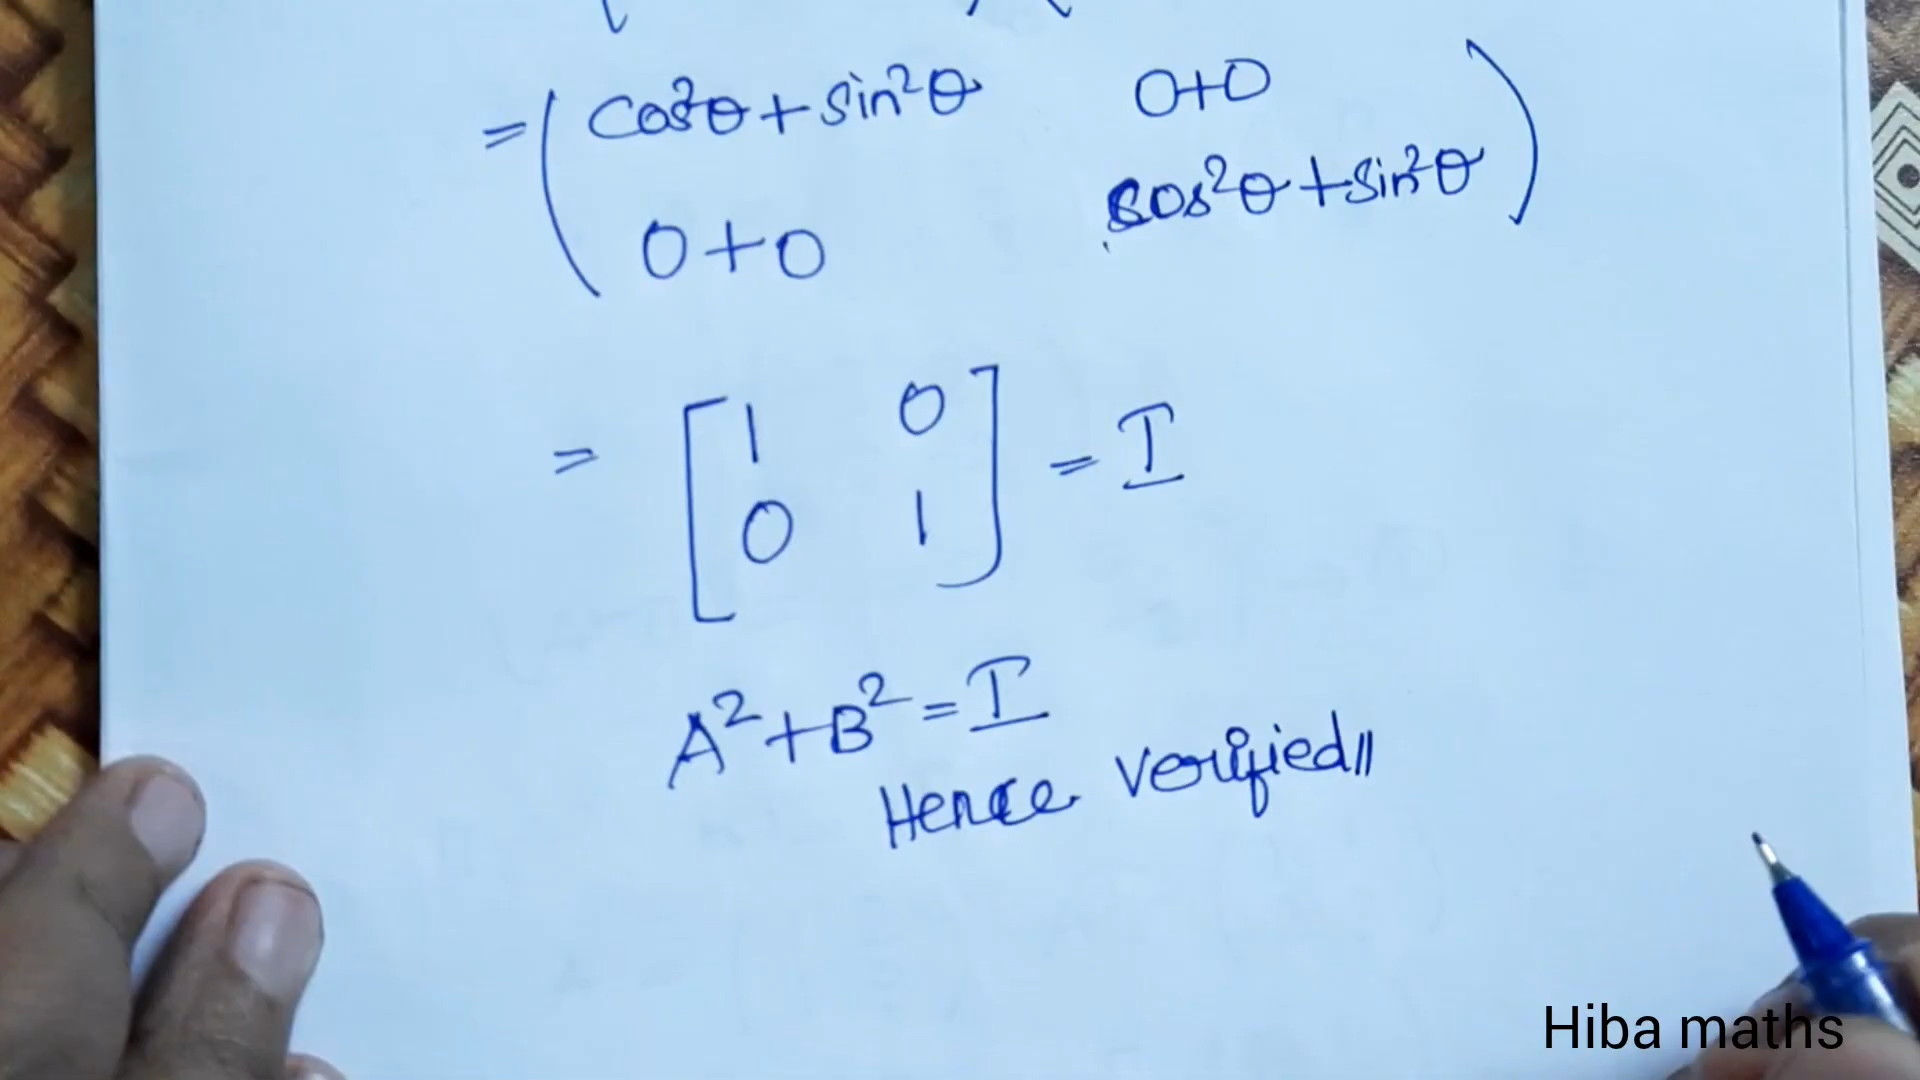 = ( cos²θ + sin²θ 0+0
0+0 cos²θ + sin²θ )
= [ 1 0
0 1 ] = I
A² + B² = I
Hence verified //
Hiba maths